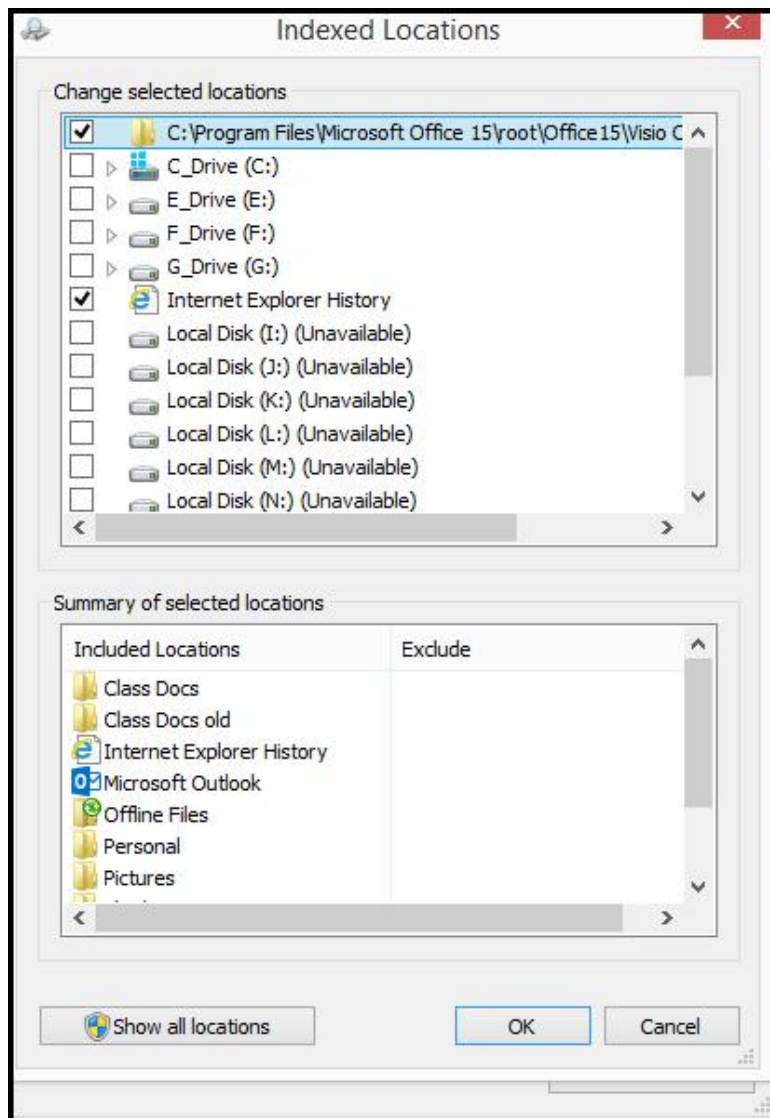 Indexed Locations
Change selected locations
C:\Program Files\Microsoft Office 15\root\Office15\Visio C
C_Drive (C:)
E_Drive (E:)
F_Drive (F:)
G_Drive (G:)
Internet Explorer History
Local Disk (I:) (Unavailable)
Local Disk (J:) (Unavailable)
Local Disk (K:) (Unavailable)
Local Disk (L:) (Unavailable)
Local Disk (M:) (Unavailable)
Local Disk (N:) (Unavailable)
Summary of selected locations
Included Locations Exclude
Class Docs
Class Docs old
Internet Explorer History
Microsoft Outlook
Offline Files
Personal
Pictures
Show all locations OK Cancel